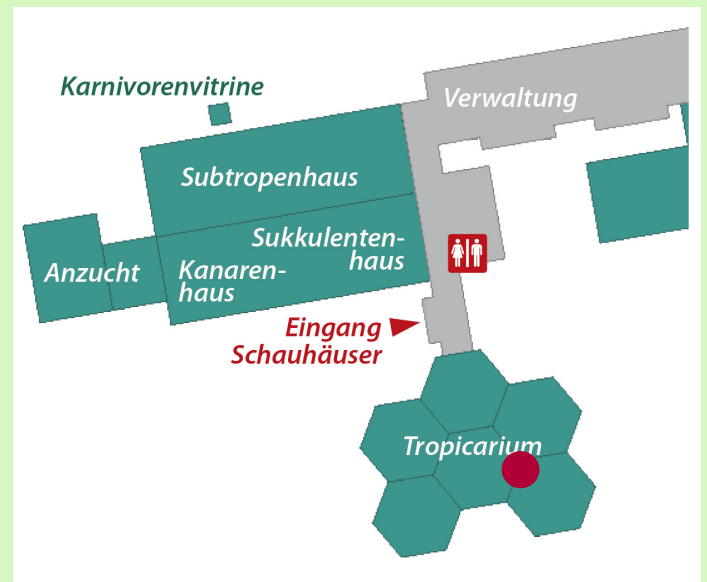 Karnivorenvitrine
Verwaltung
Subtropenhaus
Sukkulenten-
haus
Anzucht
Kanaren-
haus
Eingang
Schauhäuser
Tropicarium